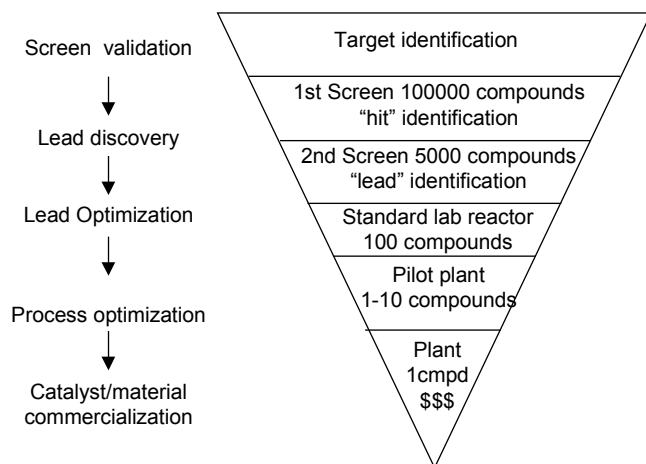 Screen validation
Lead discovery
Lead Optimization
Process optimization
Catalyst/material
commercialization
Target identification
1st Screen 100000 compounds
“hit” identification
2nd Screen 5000 compounds
“lead” identification
Standard lab reactor
100 compounds
Pilot plant
1-10 compounds
Plant
1cmpd
$$$